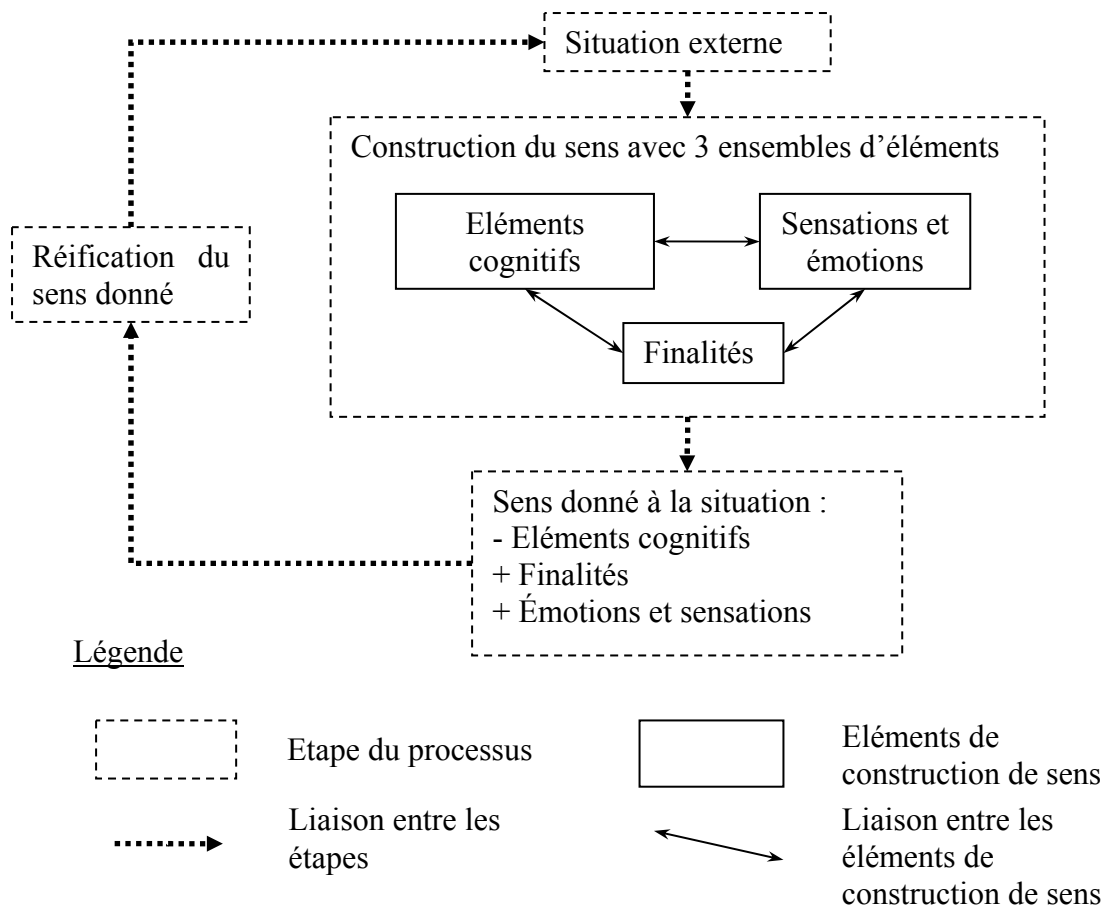 Situation externe
Construction du sens avec 3 ensembles d’éléments
Eléments
cognitifs
Sensations et
émotions
Réification du
sens donné
Finalités
Sens donné à la situation :
- Eléments cognitifs
+ Finalités
+ Émotions et sensations
Légende
Etape du processus
Eléments de
construction de sens
Liaison entre les
étapes
Liaison entre les
éléments de
construction de sens